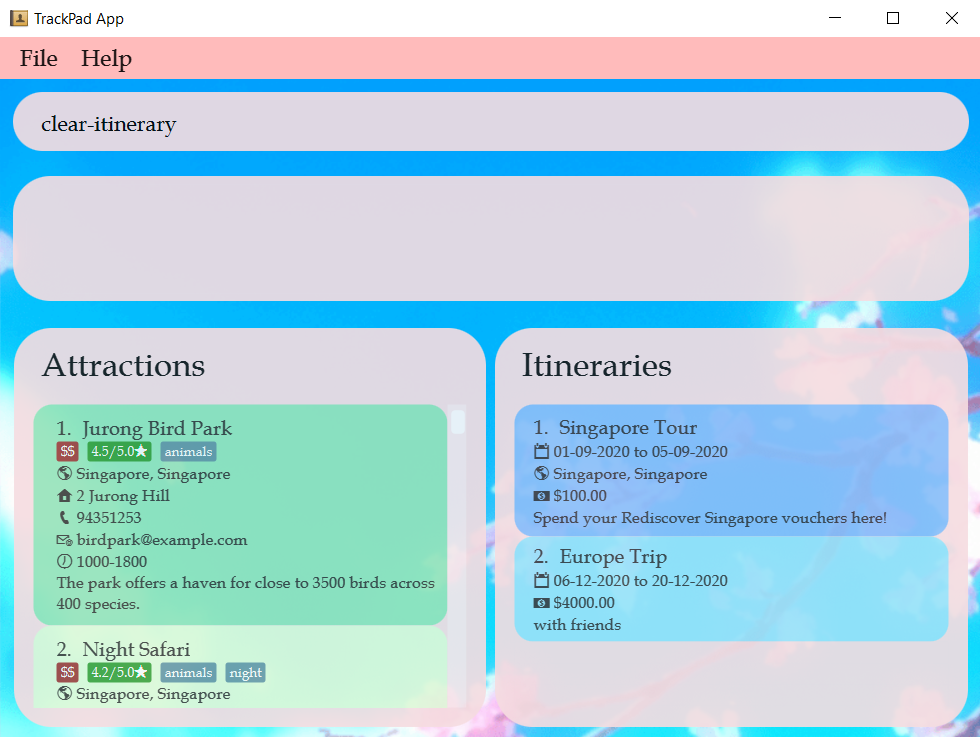 TrackPad App
File Help
clear-itinerary
Attractions
1. Jurong Bird Park
$$ 4.5/5.0★ animals
Singapore, Singapore
2 Jurong Hill
94351253
birdpark@example.com
1000-1800
The park offers a haven for close to 3500 birds across
400 species.
2. Night Safari
$$ 4.2/5.0★ animals night
Singapore, Singapore
Itineraries
1. Singapore Tour
01-09-2020 to 05-09-2020
Singapore, Singapore
$100.00
Spend your Rediscover Singapore vouchers here!
2. Europe Trip
06-12-2020 to 20-12-2020
$4000.00
with friends